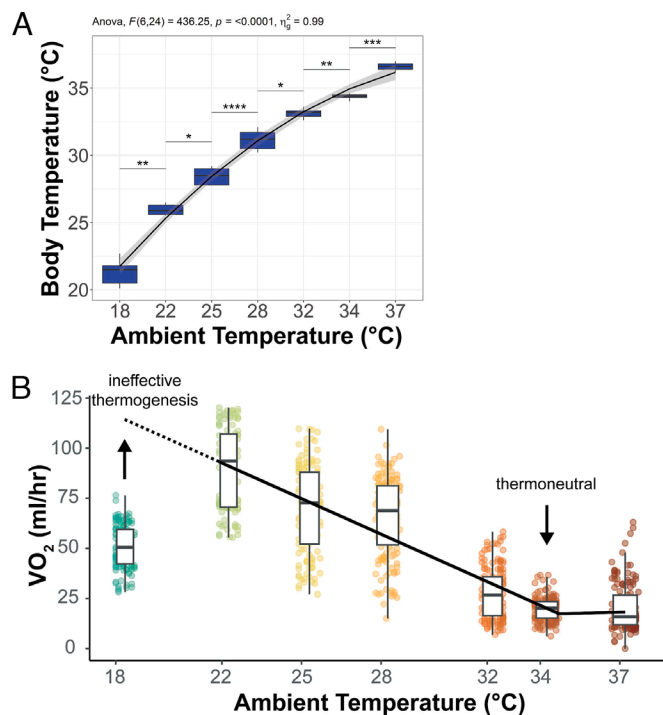 A
Anova, F(6,24) = 436.25, p = <0.0001, η²g = 0.99
Body Temperature (°C)
35
30
25
20
** * **** * ** ***
18 22 25 28 32 34 37
Ambient Temperature (°C)
B
ineffective
thermogenesis
thermoneutral
VO₂ (ml/hr)
125
100
75
50
25
0
18 22 25 28 32 34 37
Ambient Temperature (°C)